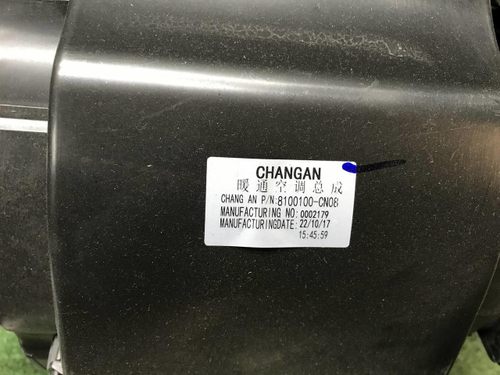 CHANGAN
暖通空调总成
CHANG AN P/N:8100100-CN08
MANUFACTURING NO:0002179
MANUFACTURINGDATE:22/10/17
15:45:59